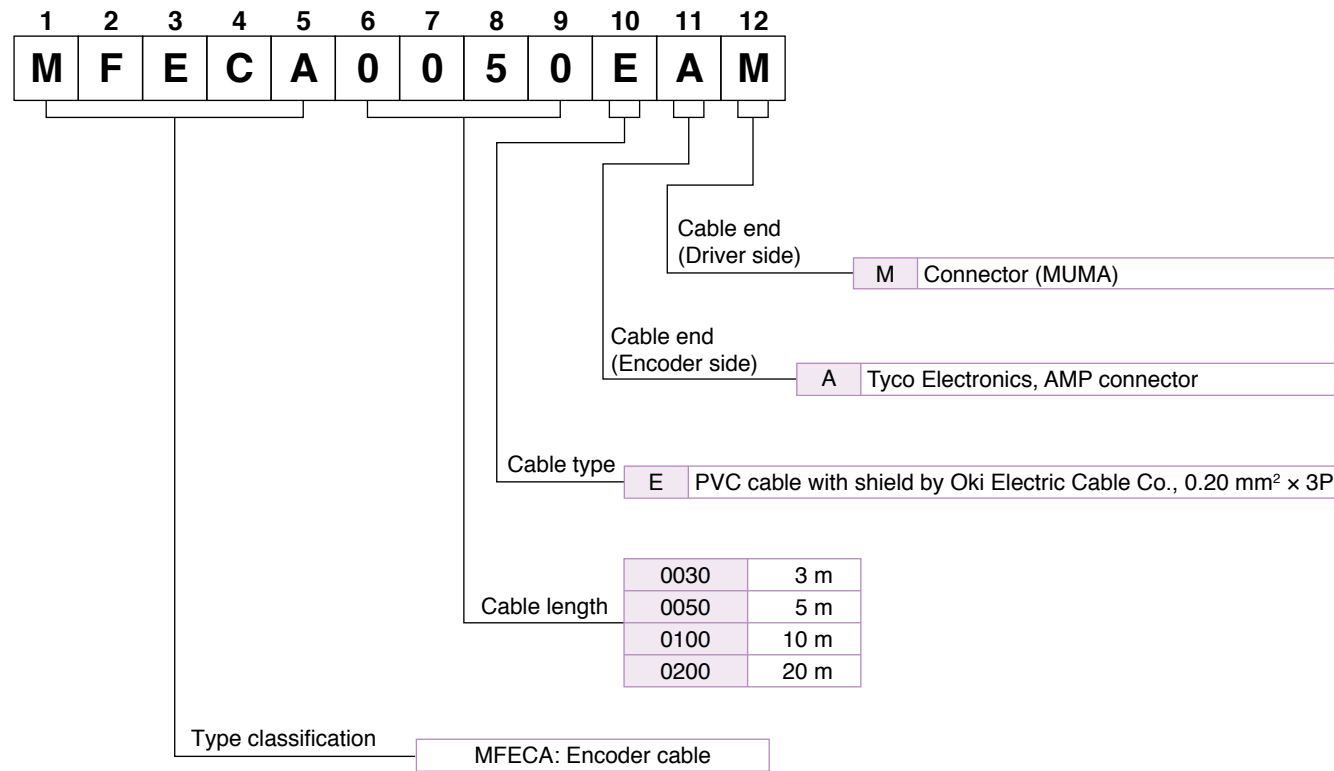 1 2 3 4 5 6 7 8 9 10 11 12
M F E C A 0 0 5 0 E A M
Cable end
(Driver side)
M Connector (MUMA)
Cable end
(Encoder side)
A Tyco Electronics, AMP connector
Cable type
E PVC cable with shield by Oki Electric Cable Co., 0.20 mm² × 3P
Cable length
0030 3 m
0050 5 m
0100 10 m
0200 20 m
Type classification
MFECA: Encoder cable